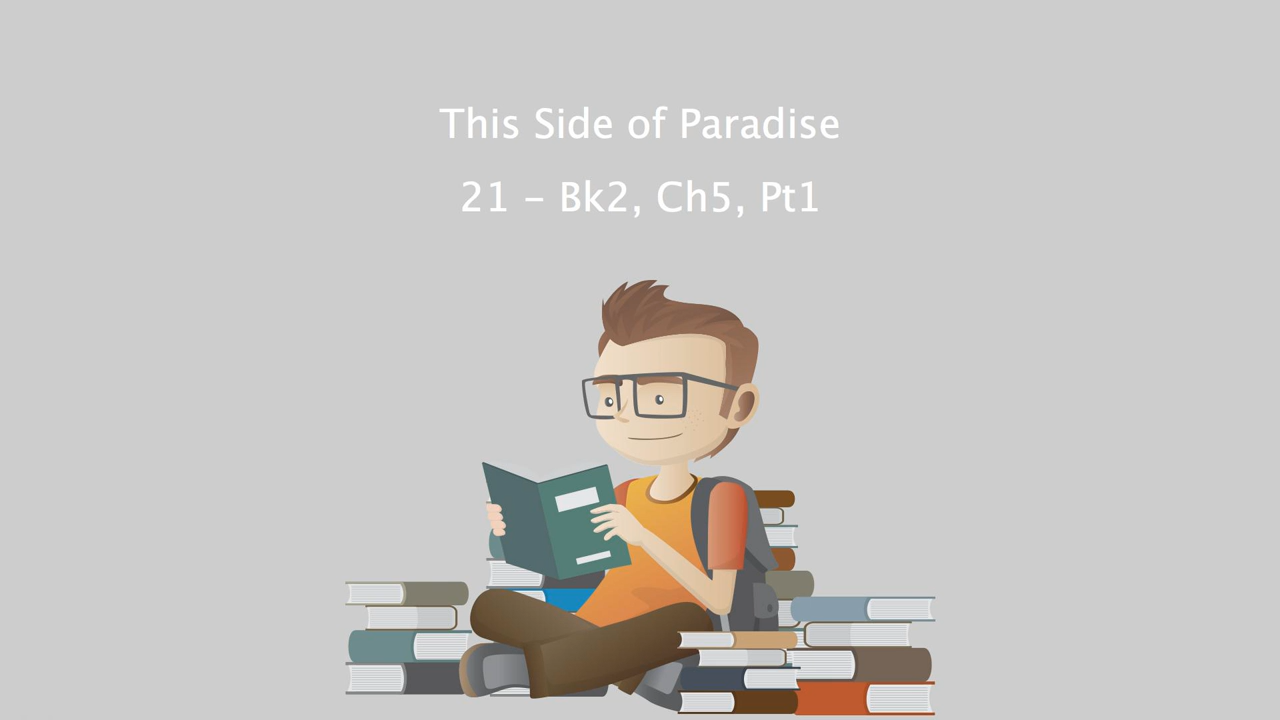 This Side of Paradise
21 – Bk2, Ch5, Pt1